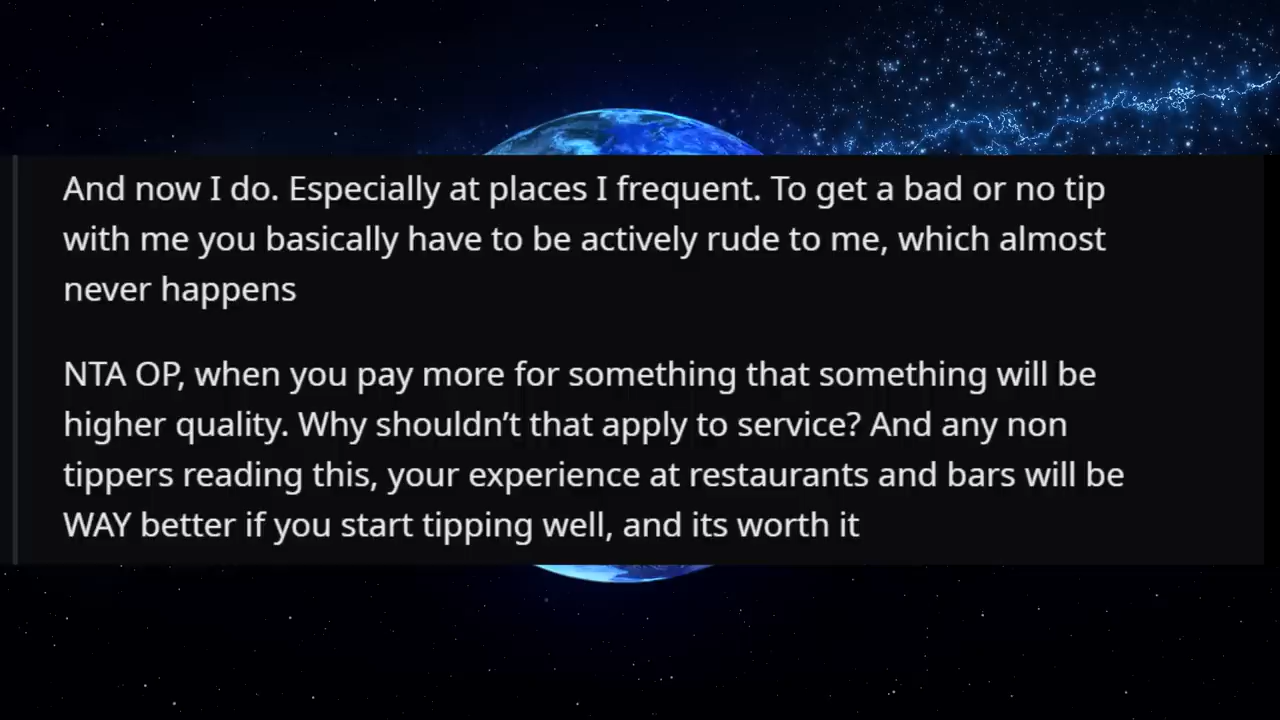 And now I do. Especially at places I frequent. To get a bad or no tip
with me you basically have to be actively rude to me, which almost
never happens
NTA OP, when you pay more for something that something will be
higher quality. Why shouldn’t that apply to service? And any non
tippers reading this, your experience at restaurants and bars will be
WAY better if you start tipping well, and its worth it